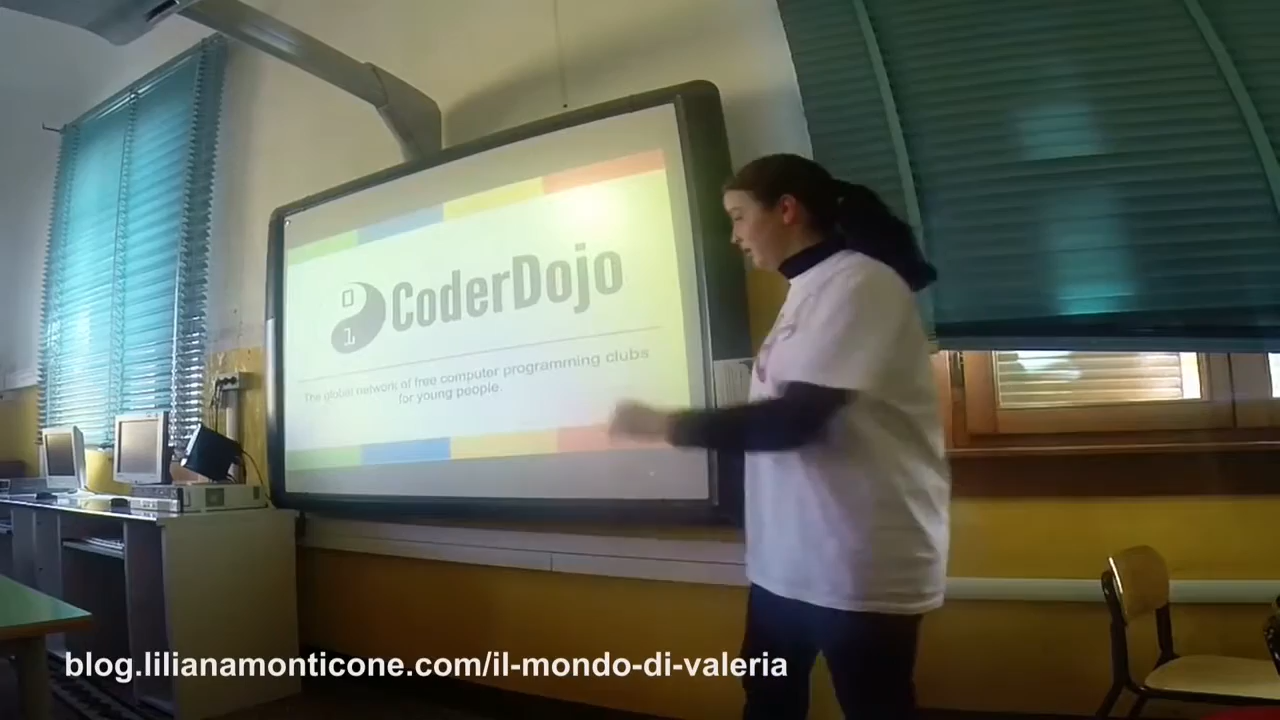 0
1
CoderDojo
The global network of free computer programming clubs
for young people.
blog.lilianamonticone.com/il-mondo-di-valeria